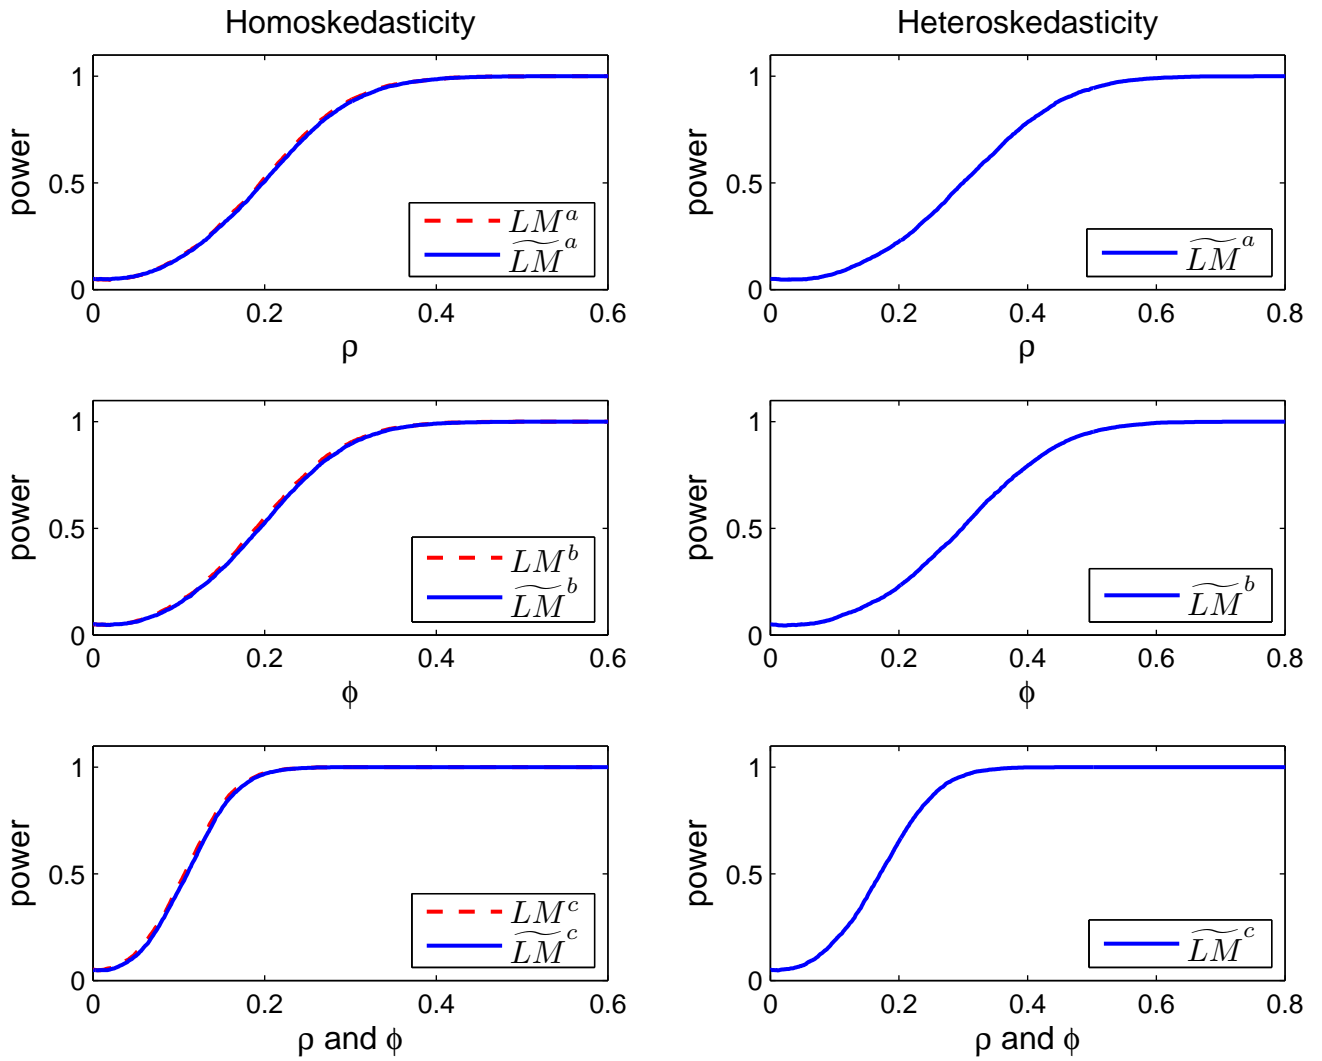 Homoskedasticity
Heteroskedasticity
power
1
0.5
0
0 0.2 0.4 0.6
ρ
LM^a
\widetilde{LM}^a
power
1
0.5
0
0 0.2 0.4 0.6 0.8
ρ
\widetilde{LM}^a
power
1
0.5
0
0 0.2 0.4 0.6
ϕ
LM^b
\widetilde{LM}^b
power
1
0.5
0
0 0.2 0.4 0.6 0.8
ϕ
\widetilde{LM}^b
power
1
0.5
0
0 0.2 0.4 0.6
ρ and ϕ
LM^c
\widetilde{LM}^c
power
1
0.5
0
0 0.2 0.4 0.6 0.8
ρ and ϕ
\widetilde{LM}^c